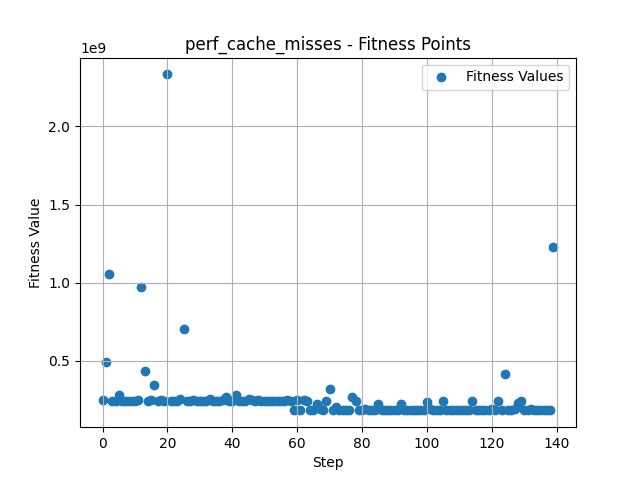 perf_cache_misses - Fitness Points
1e9
Fitness Values
2.0
1.5
1.0
0.5
Fitness Value
0 20 40 60 80 100 120 140
Step